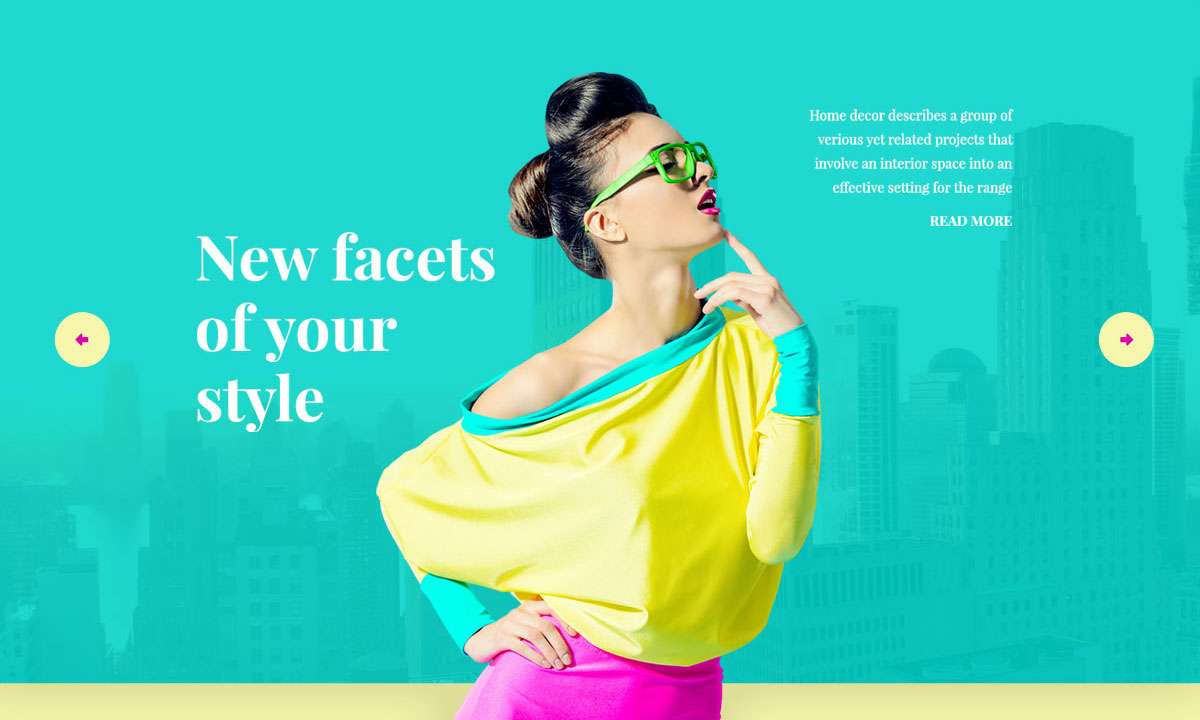 New facets
of your
style
Home decor describes a group of
verious yet related projects that
involve an interior space into an
effective setting for the range
READ MORE